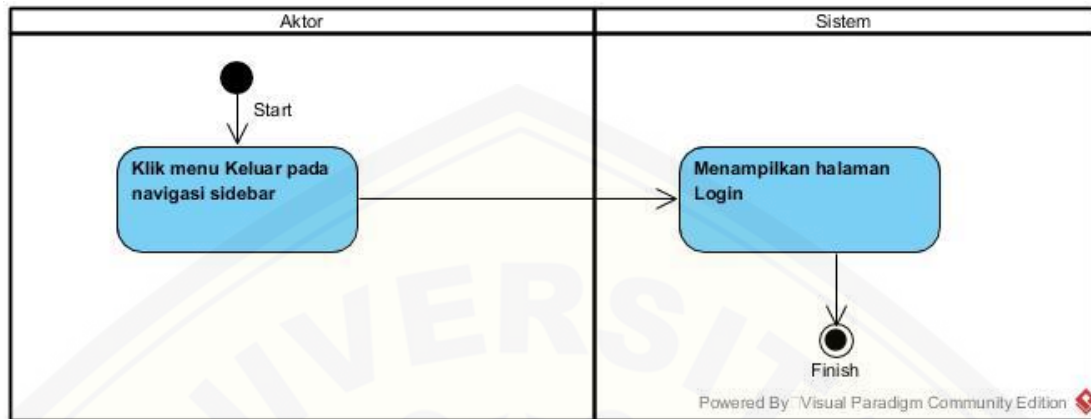 Aktor
Sistem
Start
Klik menu Keluar pada
navigasi sidebar
Menampilkan halaman
Login
Finish
Powered By Visual Paradigm Community Edition
UNIVERSIT